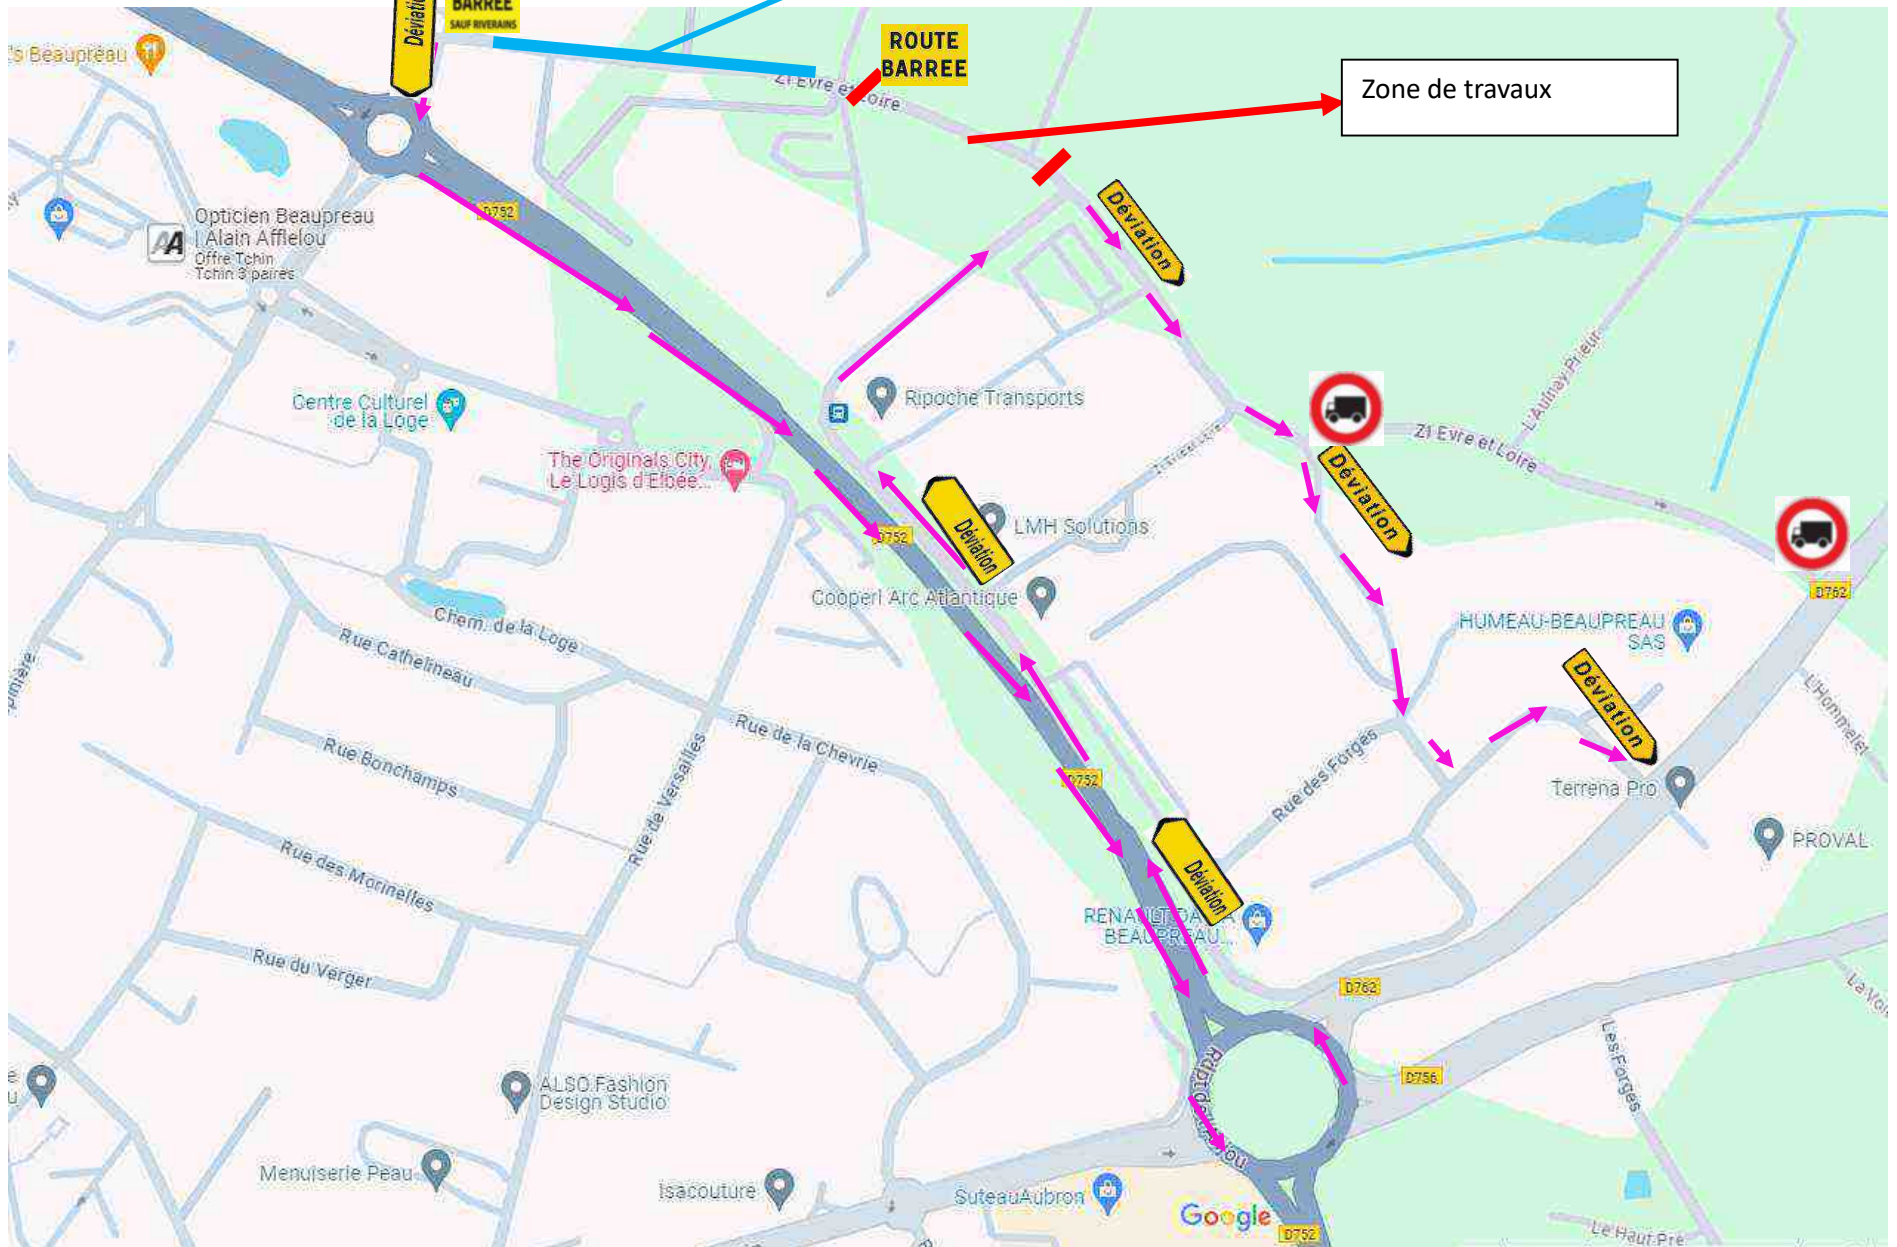 Déviation
BARREE
SAUF RIVERAINS
's Beaupréau
ROUTE
BARREE
ZI Evre et Loire
Zone de travaux
Déviation
D752
Opticien Beaupreau
| Alain Afflelou
Offre Tchin
Tchin 3 paires
AA
L'Aulnay Prieur
Ripoche Transports
Centre Culturel
de la Loge
ZI Evre et Loire
The Originals City,
Le Logis d'Elbée...
Déviation
LMH Solutions
D752
Déviation
D762
Cooperl Arc Atlantique
Chem. de la Loge
HUMEAU-BEAUPREAU
SAS
Rue Cathelineau
Déviation
L'Hommelet
Rue de la Chevrie
Rue Bonchamps
Rue de Versailles
D752
Rue des Forges
Terrena Pro
PROVAL
Rue des Morinelles
Déviation
RENAULT DACIA
BEAUPREAU...
Rue du Verger
D762
Les Forges
D756
ALSO Fashion
Design Studio
Menuiserie Peau
Isacouture
SuteauAubron
Google
D752
Le Haut Pré